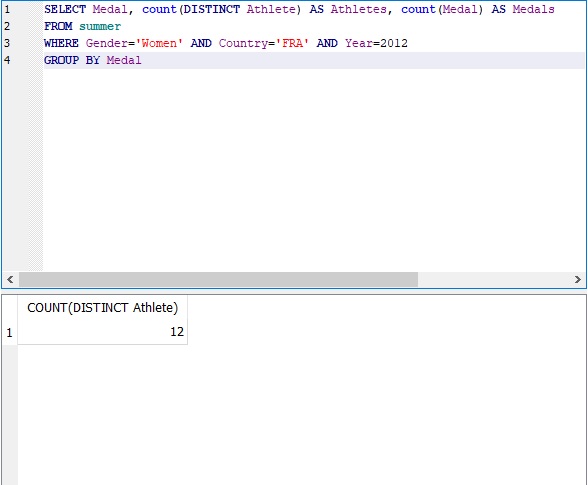 1 SELECT Medal, count(DISTINCT Athlete) AS Athletes, count(Medal) AS Medals
2 FROM summer
3 WHERE Gender='Women' AND Country='FRA' AND Year=2012
4 GROUP BY Medal
COUNT(DISTINCT Athlete)
1 12